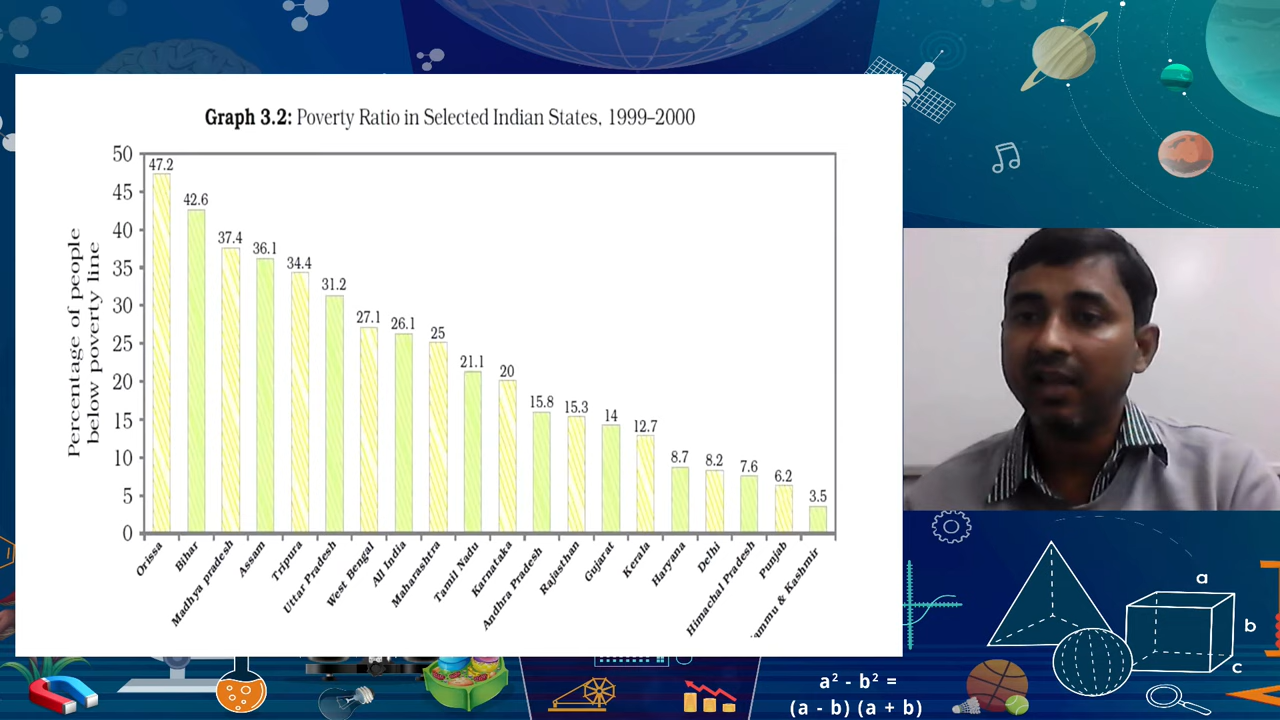 Graph 3.2: Poverty Ratio in Selected Indian States, 1999–2000
Percentage of people
below poverty line
50
45
40
35
30
25
20
15
10
5
0
47.2
42.6
37.4
36.1
34.4
31.2
27.1
26.1
25
21.1
20
15.8
15.3
14
12.7
8.7
8.2
7.6
6.2
3.5
Orissa
Bihar
Madhya pradesh
Assam
Tripura
Uttar Pradesh
West Bengal
All India
Maharashtra
Tamil Nadu
Karnataka
Andhra Pradesh
Rajasthan
Gujarat
Kerala
Haryana
Delhi
Himachal Pradesh
Punjab
ammu & Kashmir
a
b
c
a² - b² =
(a - b) (a + b)